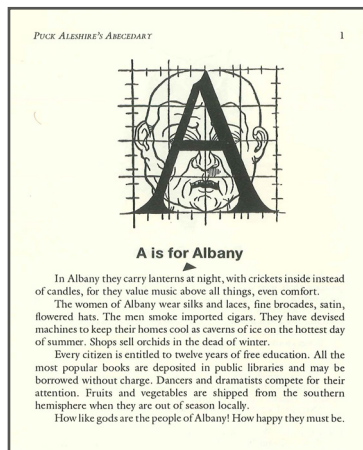 PUCK ALESHIRE'S ABECEDARY 1
A
A is for Albany
In Albany they carry lanterns at night, with crickets inside instead
of candles, for they value music above all things, even comfort.
The women of Albany wear silks and laces, fine brocades, satin,
flowered hats. The men smoke imported cigars. They have devised
machines to keep their homes cool as caverns of ice on the hottest day
of summer. Shops sell orchids in the dead of winter.
Every citizen is entitled to twelve years of free education. All the
most popular books are deposited in public libraries and may be
borrowed without charge. Dancers and dramatists compete for their
attention. Fruits and vegetables are shipped from the southern
hemisphere when they are out of season locally.
How like gods are the people of Albany! How happy they must be.